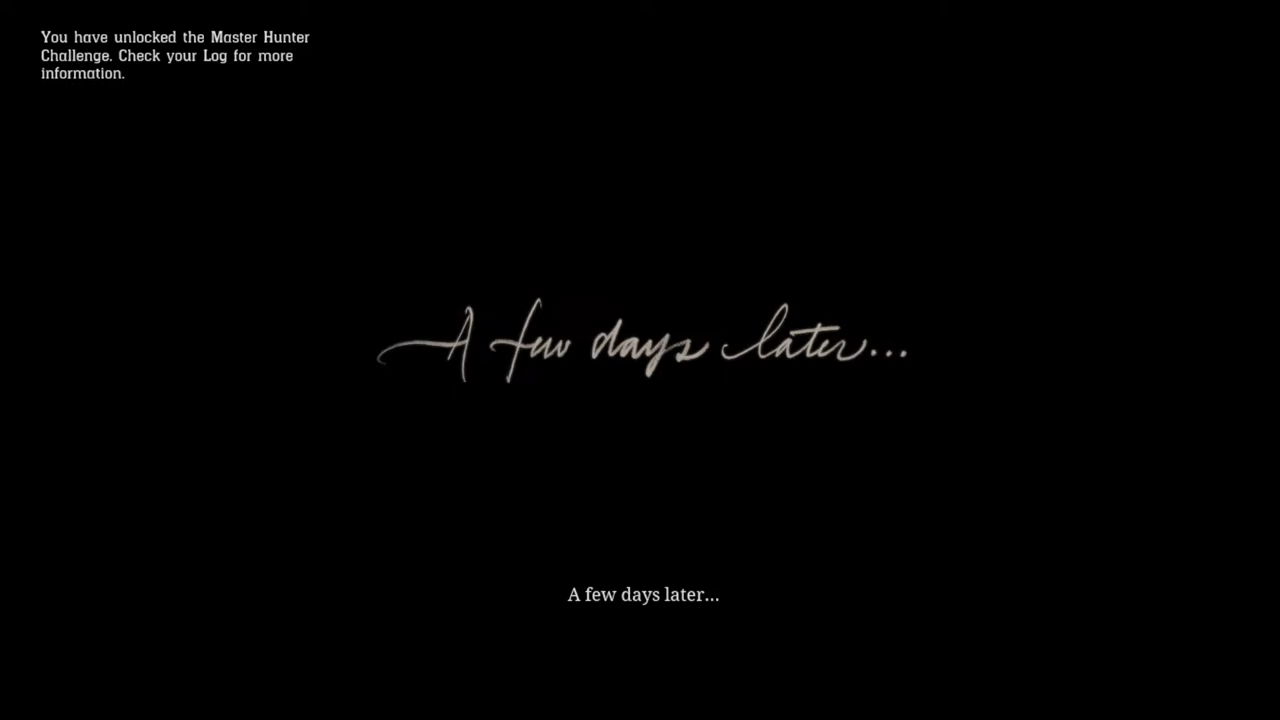 You have unlocked the Master Hunter
Challenge. Check your Log for more
information.
A few days later...
A few days later...